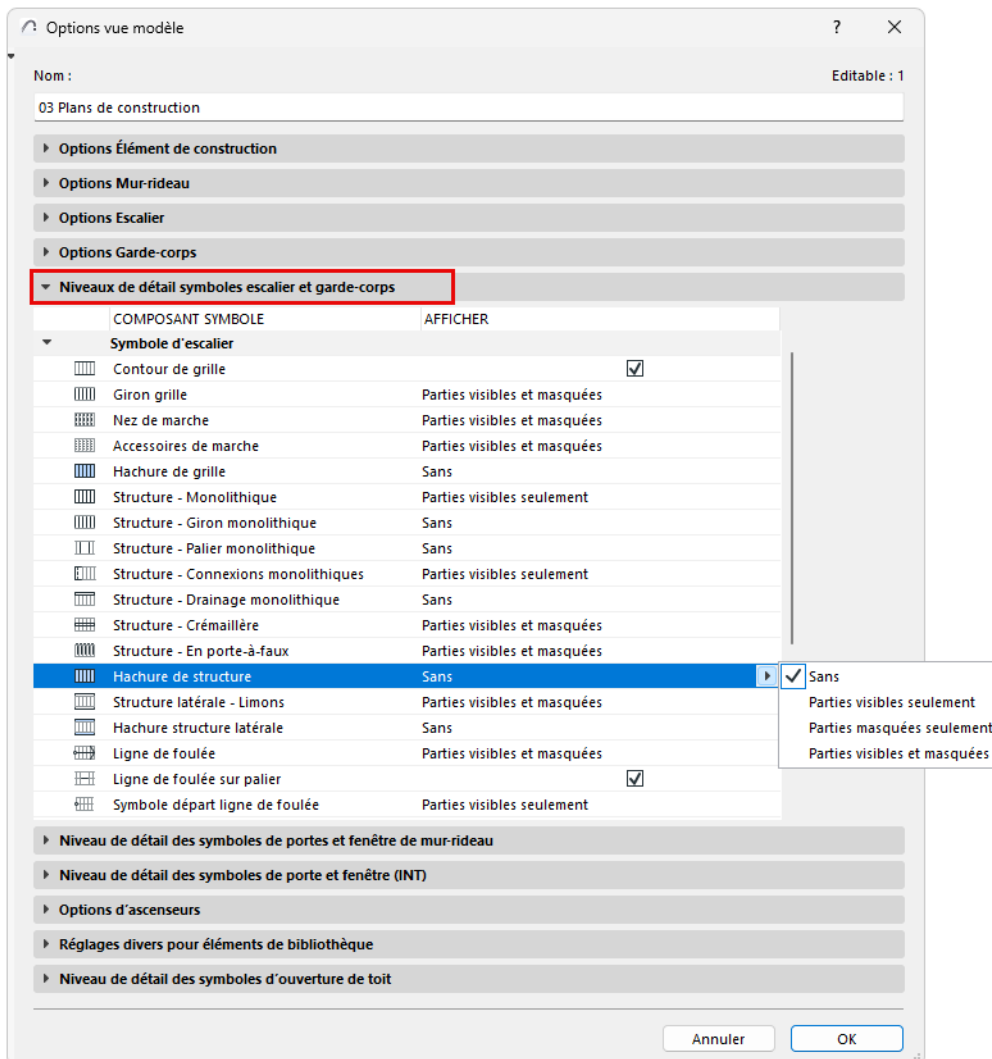 Options vue modèle ?
Nom : Editable : 1
03 Plans de construction
Options Élément de construction
Options Mur-rideau
Options Escalier
Options Garde-corps
Niveaux de détail symboles escalier et garde-corps
COMPOSANT SYMBOLE AFFICHER
Symbole d'escalier
Contour de grille
Giron grille Parties visibles et masquées
Nez de marche Parties visibles et masquées
Accessoires de marche Parties visibles et masquées
Hachure de grille Sans
Structure - Monolithique Parties visibles seulement
Structure - Giron monolithique Sans
Structure - Palier monolithique Sans
Structure - Connexions monolithiques Parties visibles seulement
Structure - Drainage monolithique Sans
Structure - Crémaillère Parties visibles et masquées
Structure - En porte-à-faux Parties visibles et masquées
Hachure de structure Sans Sans
Structure latérale - Limons Parties visibles et masquées Parties visibles seulement
Hachure structure latérale Sans Parties masquées seulement
Ligne de foulée Parties visibles et masquées Parties visibles et masquées
Ligne de foulée sur palier
Symbole départ ligne de foulée Parties visibles seulement
Niveau de détail des symboles de portes et fenêtre de mur-rideau
Niveau de détail des symboles de porte et fenêtre (INT)
Options d'ascenseurs
Réglages divers pour éléments de bibliothèque
Niveau de détail des symboles d'ouverture de toit
Annuler OK